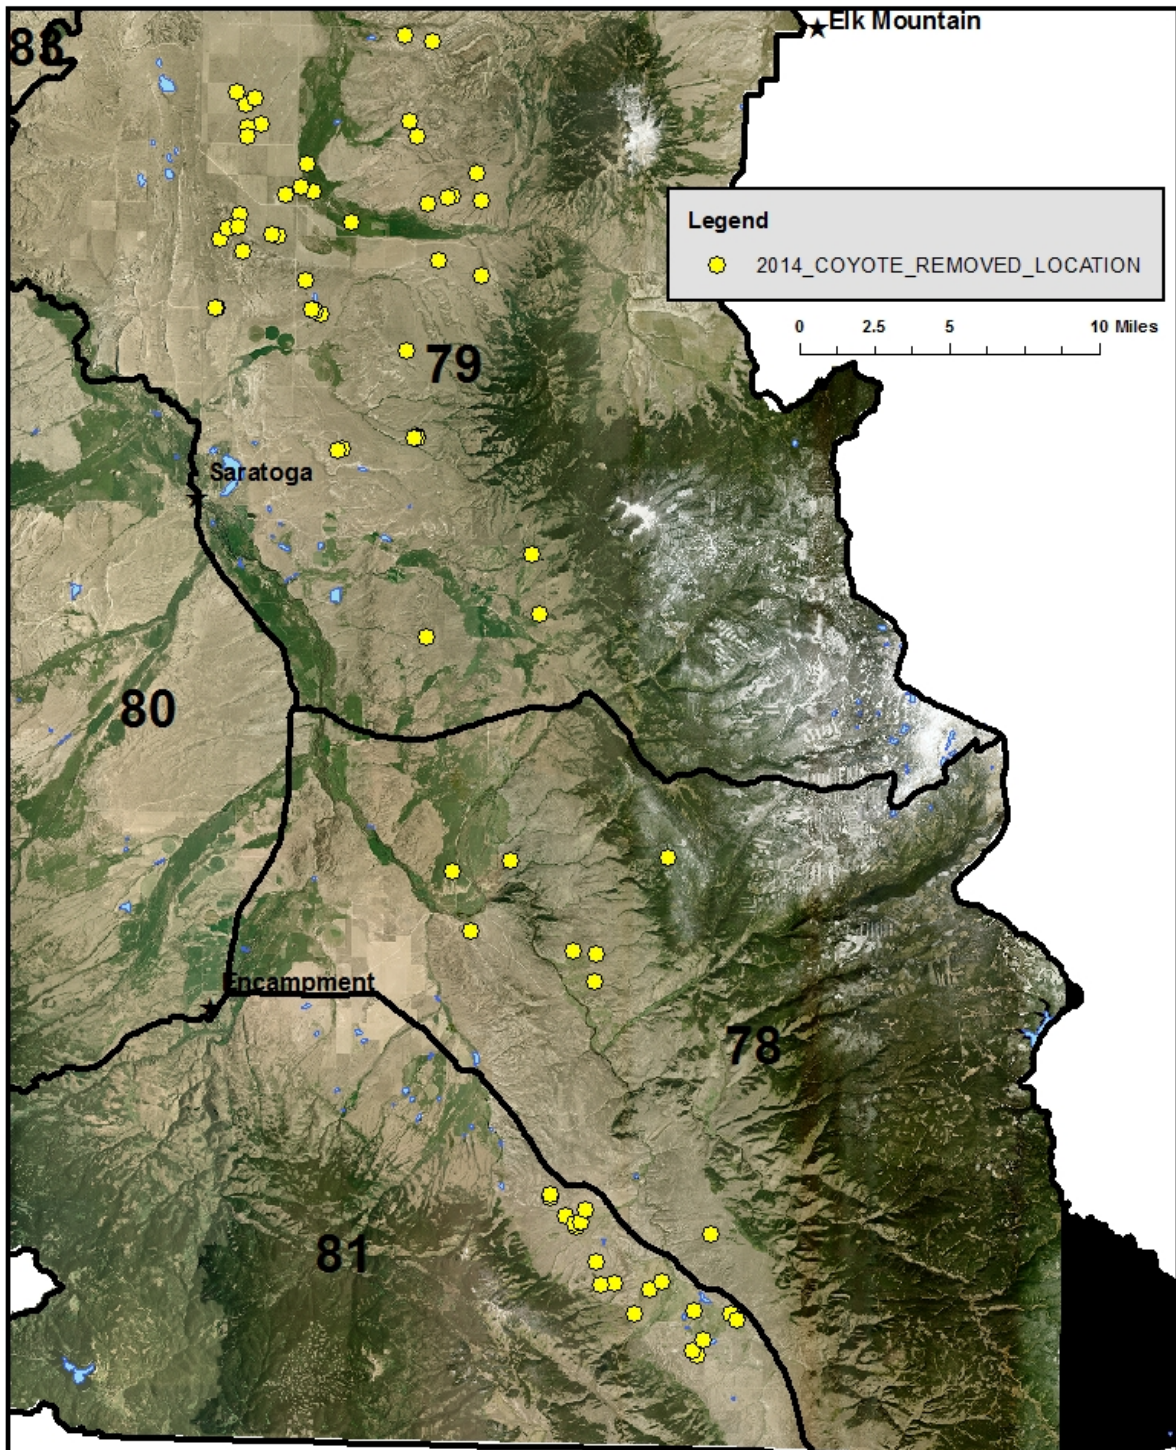 83
Elk Mountain
Legend
2014_COYOTE_REMOVED_LOCATION
0 2.5 5 10 Miles
79
Saratoga
80
Encampment
78
81